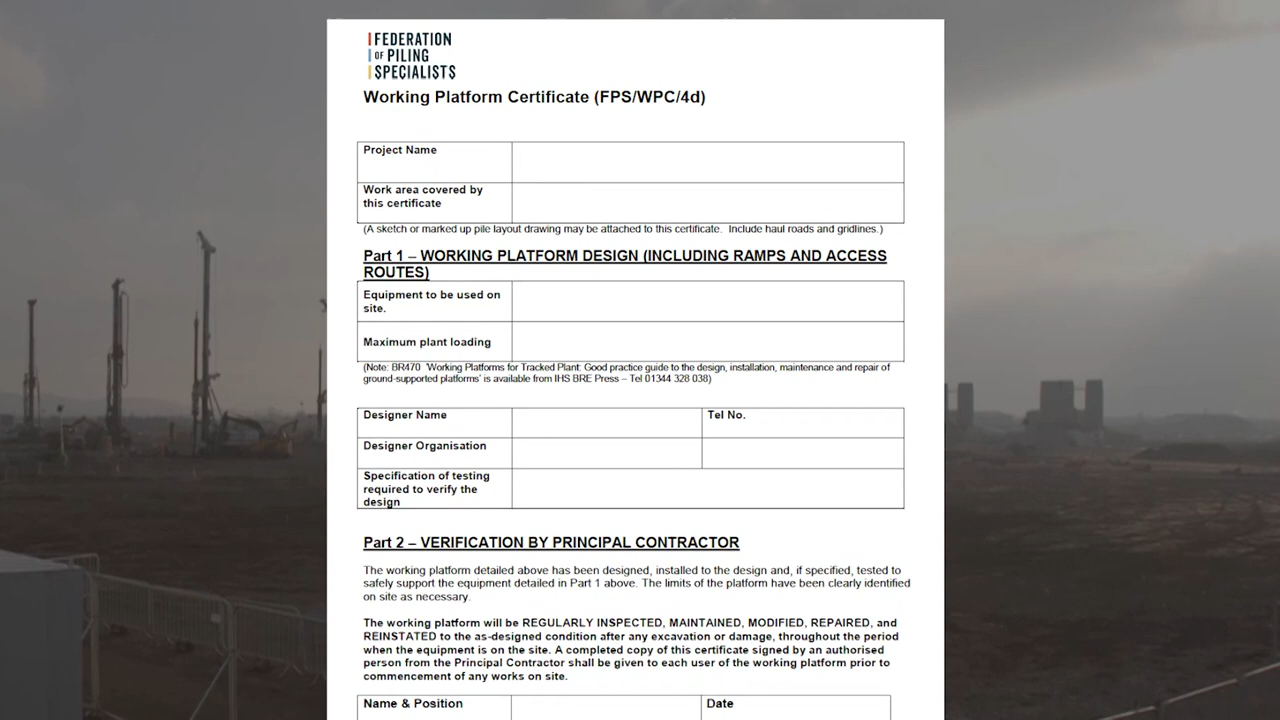 FEDERATION
OF PILING
SPECIALISTS
Working Platform Certificate (FPS/WPC/4d)
Project Name
Work area covered by
this certificate
(A sketch or marked up pile layout drawing may be attached to this certificate. Include haul roads and gridlines.)
Part 1 – WORKING PLATFORM DESIGN (INCLUDING RAMPS AND ACCESS
ROUTES)
Equipment to be used on
site.
Maximum plant loading
(Note: BR470 'Working Platforms for Tracked Plant: Good practice guide to the design, installation, maintenance and repair of
ground-supported platforms' is available from IHS BRE Press – Tel 01344 328 038)
Designer Name
Tel No.
Designer Organisation
Specification of testing
required to verify the
design
Part 2 – VERIFICATION BY PRINCIPAL CONTRACTOR
The working platform detailed above has been designed, installed to the design and, if specified, tested to
safely support the equipment detailed in Part 1 above. The limits of the platform have been clearly identified
on site as necessary.
The working platform will be REGULARLY INSPECTED, MAINTAINED, MODIFIED, REPAIRED, and
REINSTATED to the as-designed condition after any excavation or damage, throughout the period
when the equipment is on the site. A completed copy of this certificate signed by an authorised
person from the Principal Contractor shall be given to each user of the working platform prior to
commencement of any works on site.
Name & Position
Date